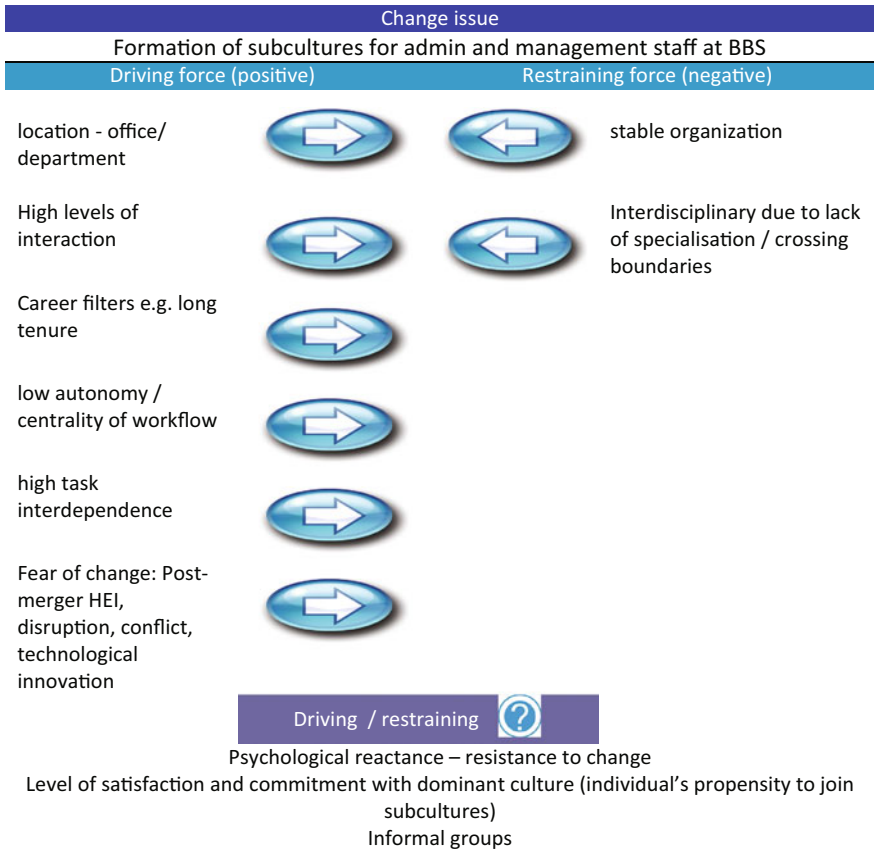 Change issue
Formation of subcultures for admin and management staff at BBS
Driving force (positive)
Restraining force (negative)
location - office/
department
stable organization
High levels of
interaction
Interdisciplinary due to lack
of specialisation / crossing
boundaries
Career filters e.g. long
tenure
low autonomy /
centrality of workflow
high task
interdependence
Fear of change: Post-
merger HEI,
disruption, conflict,
technological
innovation
Driving / restraining ?
Psychological reactance – resistance to change
Level of satisfaction and commitment with dominant culture (individual's propensity to join
subcultures)
Informal groups